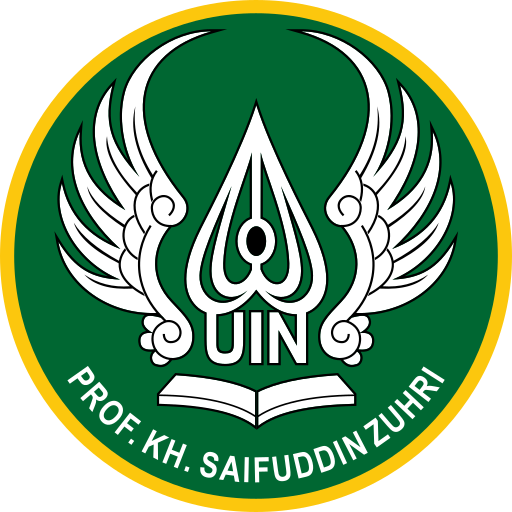 UIN
PROF. KH. SAIFUDDIN ZUHRI